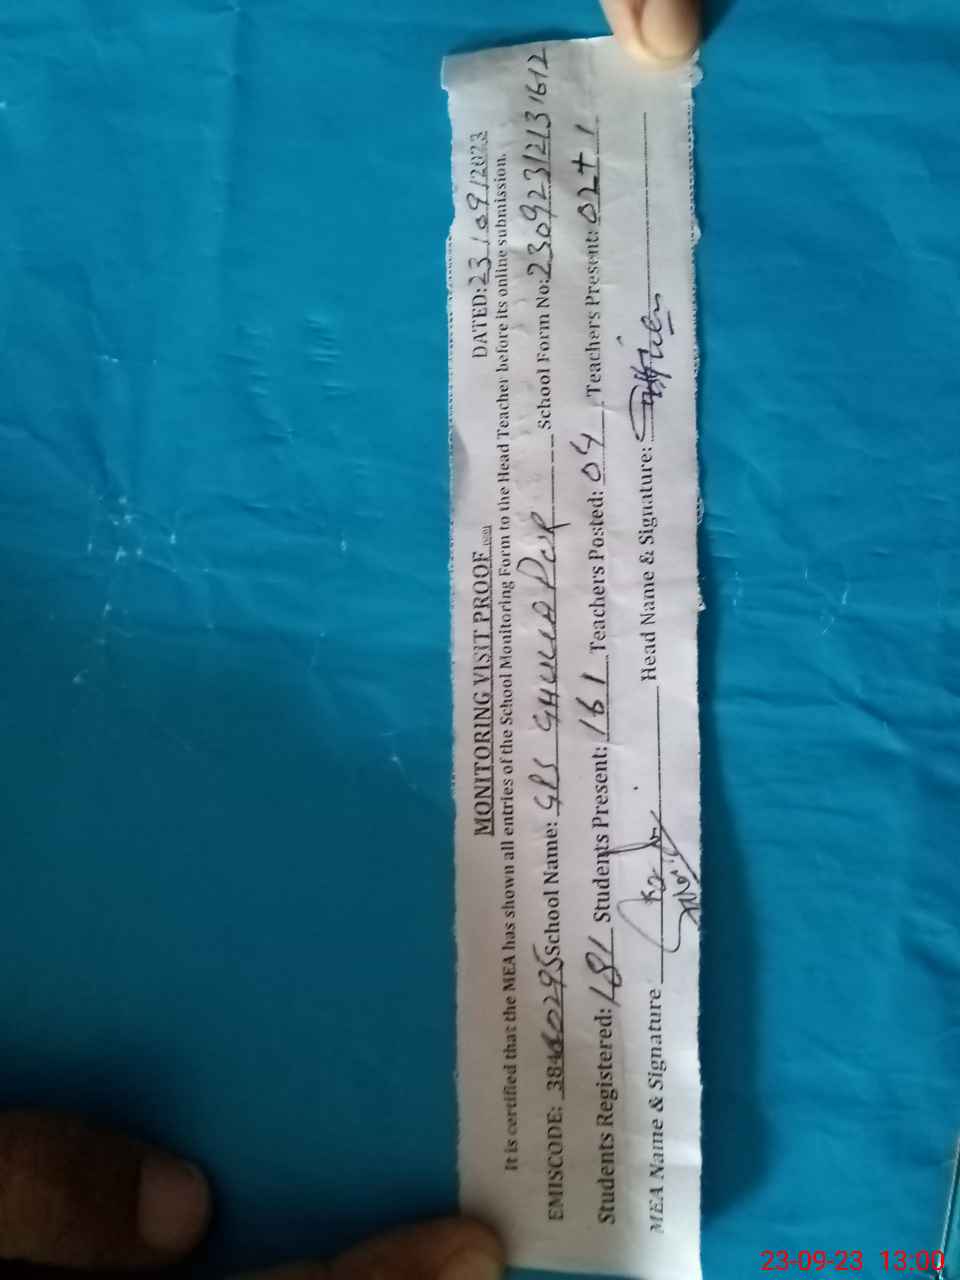 MONITORING VISIT PROOF
DATED: 23/09/2023
It is certified that the MEA has shown all entries of the School Monitoring Form to the Head Teacher before its online submission.
EMISCODE: 38460295 School Name: GPS GHULLAPUR School Form No: 230923121316 12
Students Registered: 181 Students Present: 161 Teachers Posted: 04 Teachers Present: 02+1
MEA Name & Signature Head Name & Signature:
23-09-23 13:00